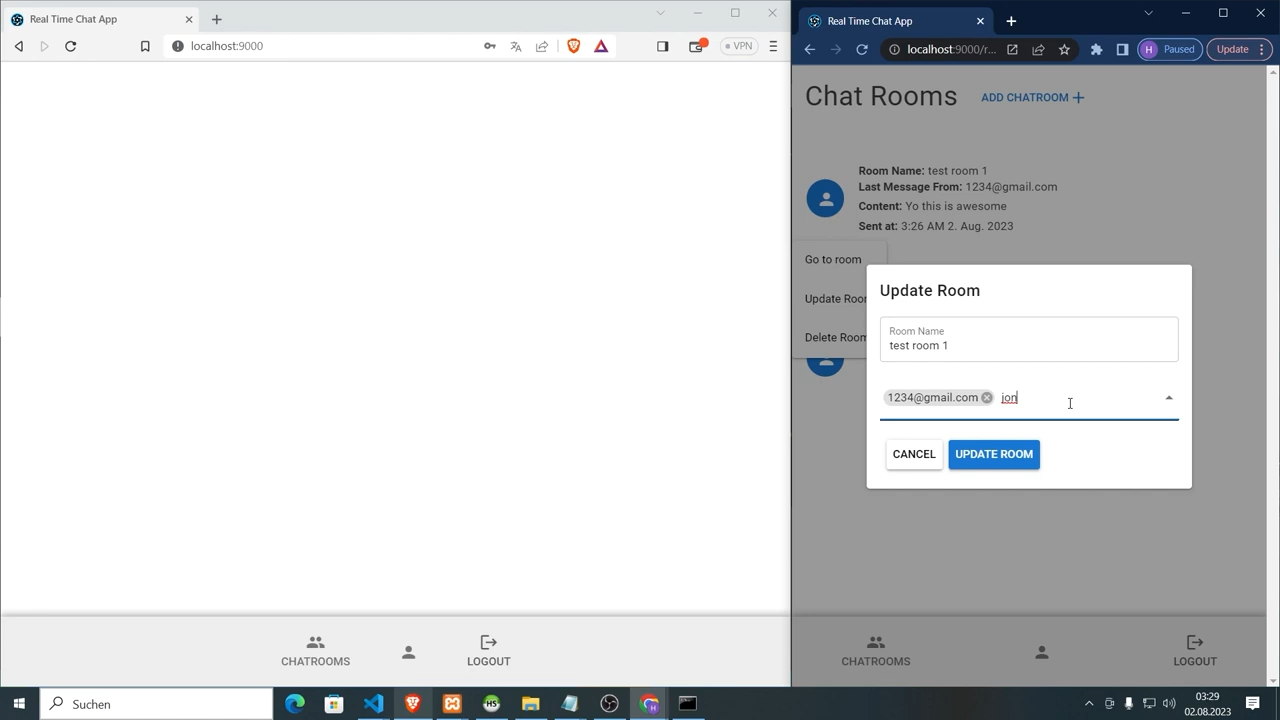 Real Time Chat App
localhost:9000
VPN
CHATROOMS
LOGOUT
Real Time Chat App
localhost:9000/r...
H
Paused
Update
Chat Rooms
ADD CHATROOM
Room Name: test room 1
Last Message From: 1234@gmail.com
Content: Yo this is awesome
Sent at: 3:26 AM 2. Aug. 2023
Go to room
Update Room
Delete Room
Update Room
Room Name
test room 1
1234@gmail.com jon
CANCEL
UPDATE ROOM
CHATROOMS
LOGOUT
Suchen
HS
H
03:29
02.08.2023